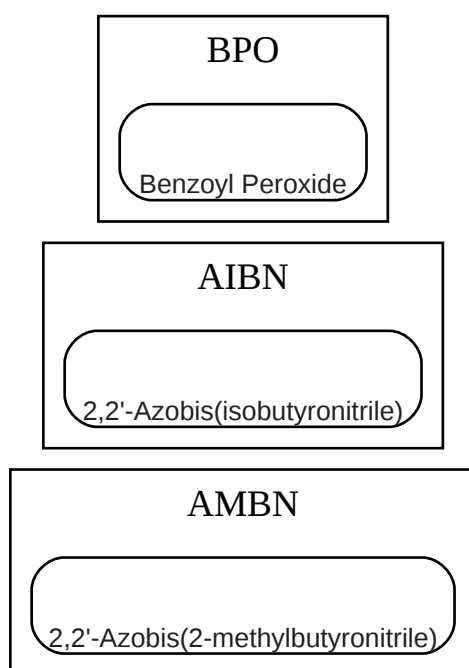 BPO
Benzoyl Peroxide
AIBN
2,2'-Azobis(isobutyronitrile)
AMBN
2,2'-Azobis(2-methylbutyronitrile)